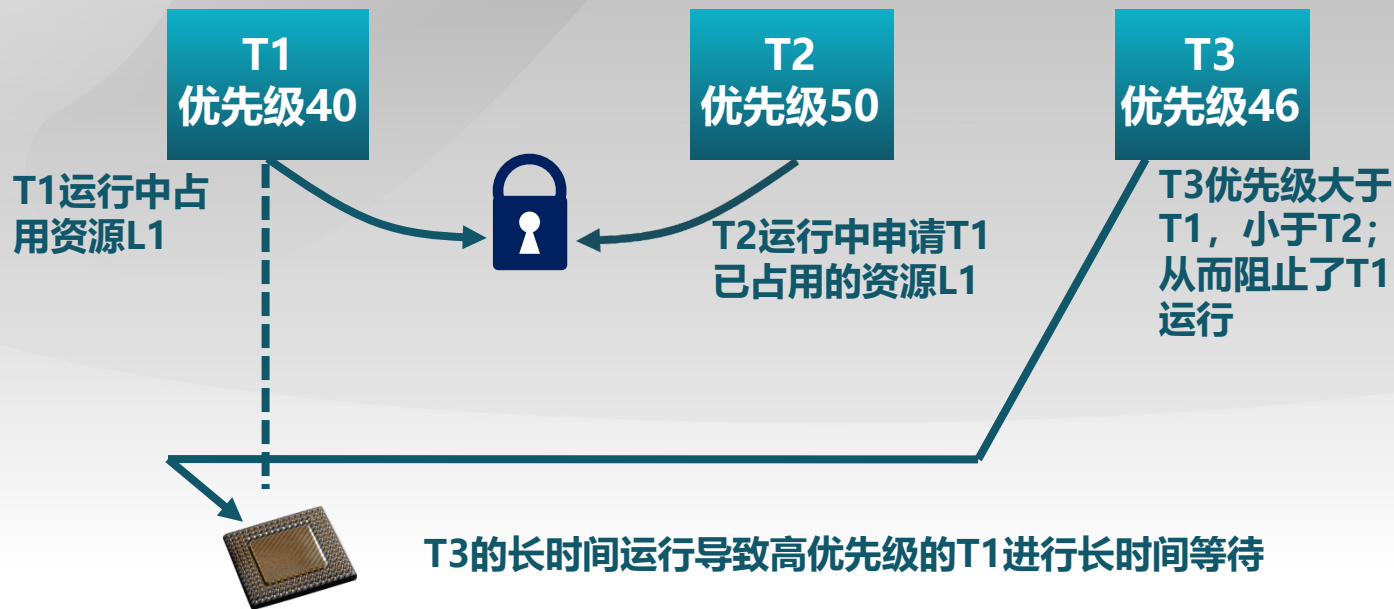 T1
优先级40
T2
优先级50
T3
优先级46
T1运行中占
用资源L1
T2运行中申请T1
已占用的资源L1
T3优先级大于
T1，小于T2；
从而阻止了T1
运行
T3的长时间运行导致高优先级的T1进行长时间等待